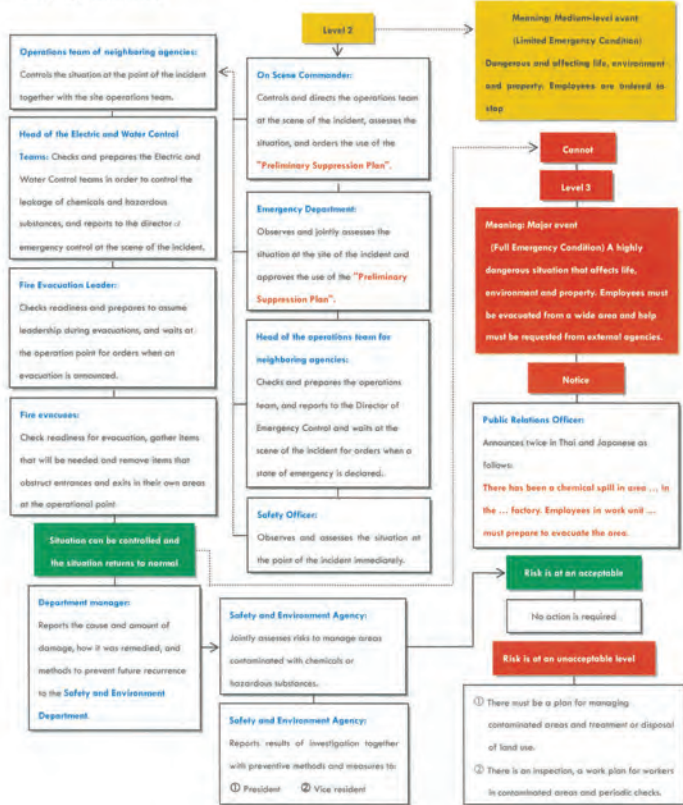 Level 2
Meaning: Medium-level event
(Limited Emergency Condition)
Dangerous and affecting life, environment
and property. Employees are ordered to
stop
Operations team of neighboring agencies:
Controls the situation at the point of the incident
together with the site operations team.
Head of the Electric and Water Control
Teams: Checks and prepares the Electric and
Water Control teams in order to control the
leakage of chemicals and hazardous
substances, and reports to the director of
emergency control at the scene of the incident.
Fire Evacuation Leader:
Checks readiness and prepares to assume
leadership during evacuations, and waits at
the operation point for orders when an
evacuation is announced.
Fire evacuees:
Check readiness for evacuation, gather items
that will be needed and remove items that
obstruct entrances and exits in their own areas
at the operational point
Situation can be controlled and
the situation returns to normal
On Scene Commander:
Controls and directs the operations team
at the scene of the incident, assesses the
situation, and orders the use of the
"Preliminary Suppression Plan".
Emergency Department:
Observes and jointly assesses the
situation at the site of the incident and
approves the use of the "Preliminary
Suppression Plan".
Head of the operations team for
neighboring agencies:
Checks and prepares the operations
team, and reports to the Director of
Emergency Control and waits at the
scene of the incident for orders when a
state of emergency is declared.
Safety Officer:
Observes and assesses the situation at
the point of the incident immediately.
Cannot
Level 3
Meaning: Major event
(Full Emergency Condition) A highly
dangerous situation that affects life,
environment and property. Employees must
be evacuated from a wide area and help
must be requested from external agencies.
Notice
Public Relations Officer:
Announces twice in Thai and Japanese as
follows:
There has been a chemical spill in area ... in
the ... factory. Employees in work unit ...
must prepare to evacuate the area.
Department manager:
Reports the cause and amount of
damage, how it was remedied, and
methods to prevent future recurrence
to the Safety and Environment
Department.
Safety and Environment Agency:
Jointly assesses risks to manage areas
contaminated with chemicals or
hazardous substances.
Safety and Environment Agency:
Reports results of investigation together
with preventive methods and measures to:
① President ② Vice resident
Risk is at an acceptable
No action is required
Risk is at an unacceptable level
① There must be a plan for managing
contaminated areas and treatment or disposal
of land use.
② There is an inspection, a work plan for workers
in contaminated areas and periodic checks.